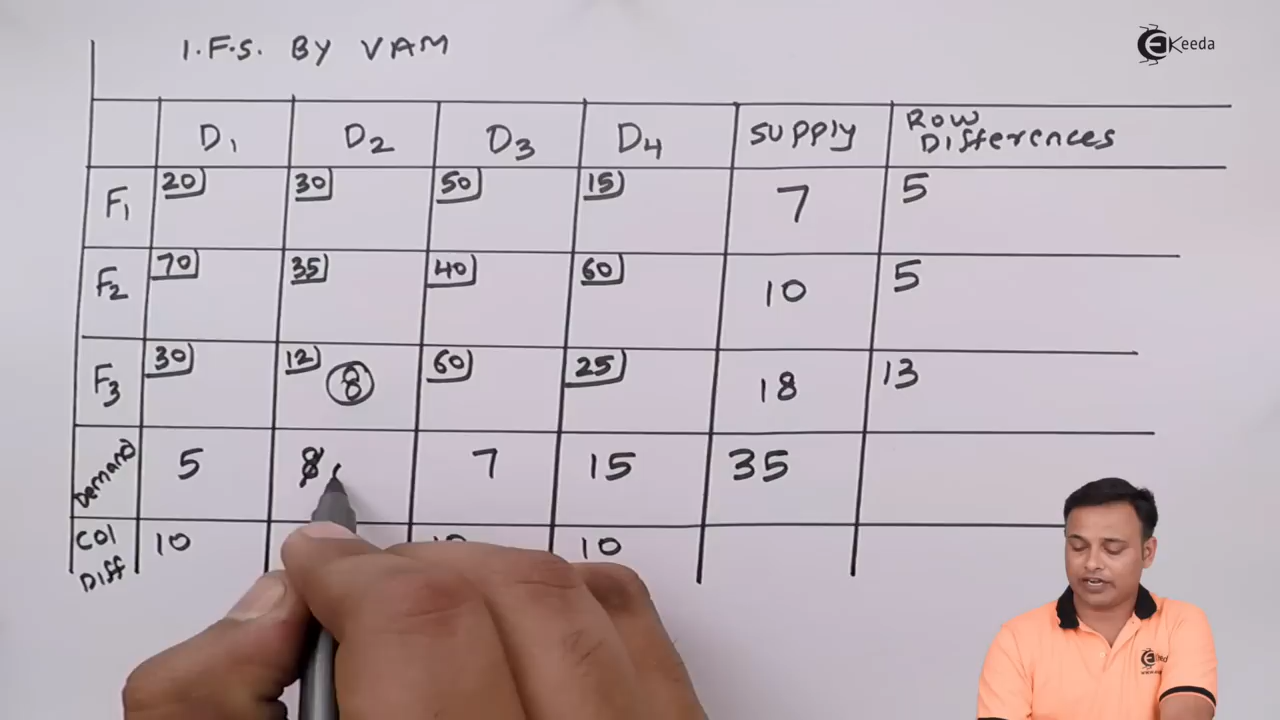 I.F.S. BY VAM
EKeeda
D1 D2 D3 D4 SUPPLY ROW DIFFerences
F1 20 30 50 15 7 5
F2 70 35 40 60 10 5
F3 30 12 8 60 25 18 13
Demand 5 8 7 15 35
COl DIFF 10 10 10